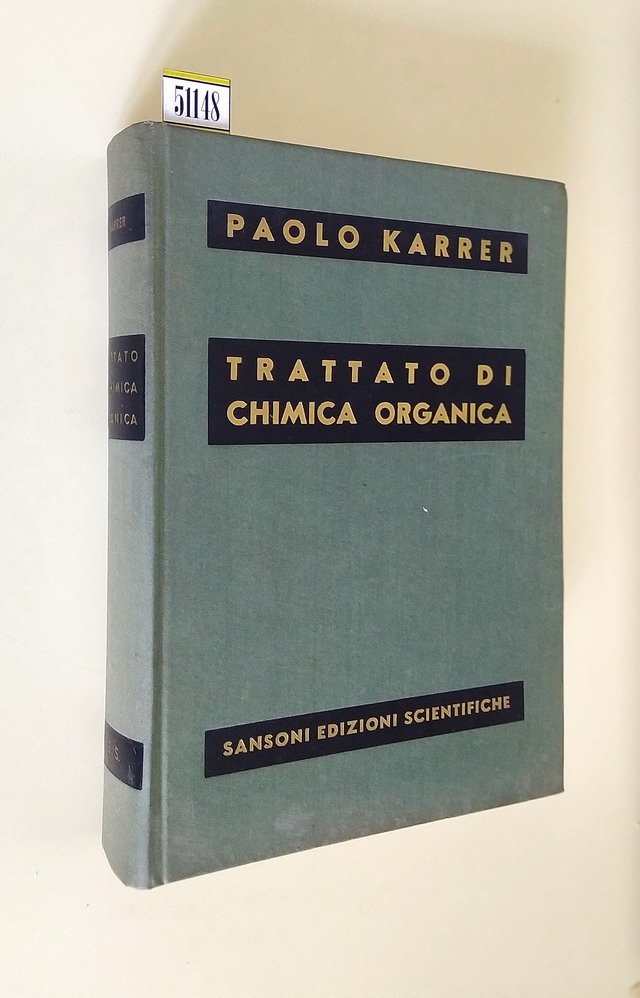 51148
PAOLO KARRER
TRATTATO DI
CHIMICA ORGANICA
SANSONI EDIZIONI SCIENTIFICHE